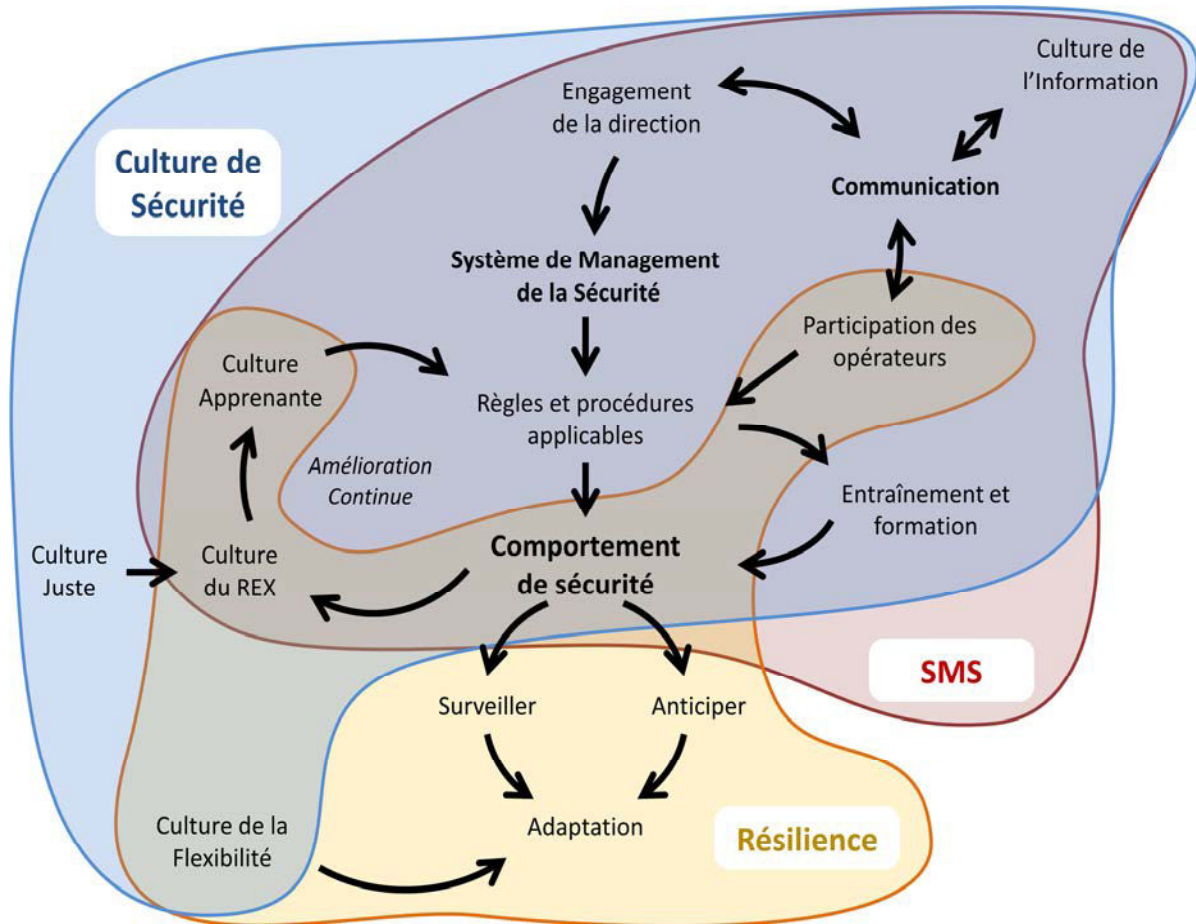 Culture de
l'Information
Engagement
de la direction
Culture de
Sécurité
Communication
Système de Management
de la Sécurité
Participation des
opérateurs
Culture
Apprenante
Règles et procédures
applicables
Amélioration
Continue
Entraînement et
formation
Culture
Juste
Culture
du REX
Comportement
de sécurité
SMS
Surveiller
Anticiper
Culture de la
Flexibilité
Adaptation
Résilience